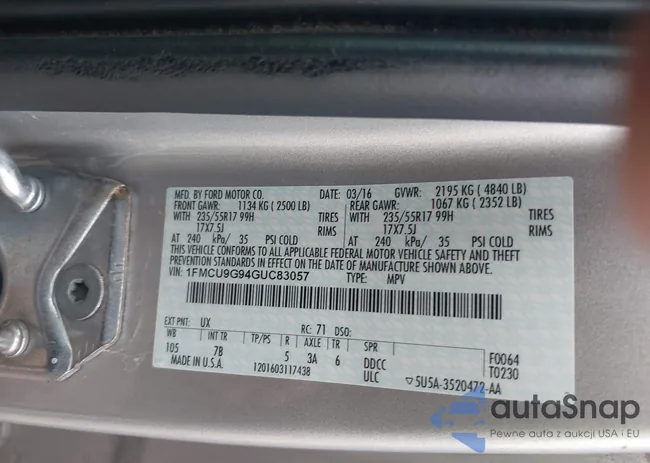 MFD. BY FORD MOTOR CO.
DATE: 03/16 GVWR: 2195 KG ( 4840 LB)
FRONT GAWR: 1134 KG ( 2500 LB) REAR GAWR: 1067 KG ( 2352 LB)
WITH 235/55R17 99H TIRES WITH 235/55R17 99H TIRES
17X7.5J 17X7.5J
AT 240 kPa/ 35 PSI COLD AT 240 kPa/ 35 PSI COLD
THIS VEHICLE CONFORMS TO ALL APPLICABLE FEDERAL MOTOR VEHICLE SAFETY AND THEFT
PREVENTION STANDARDS IN EFFECT ON THE DATE OF MANUFACTURE SHOWN ABOVE.
VIN: 1FMCU9G94GUC83057 TYPE: MPV
EXT PNT: UX RC: 71 DSO:
WB INT TR TP/PS R AXLE TR SPR
105 7B 5 3A 6 DDCC F0064
MADE IN U.S.A. 1201603117438 ULC T0230
▽5U5A-3520472-AA
autaSnap
Pewne auta z aukcji USA i EU